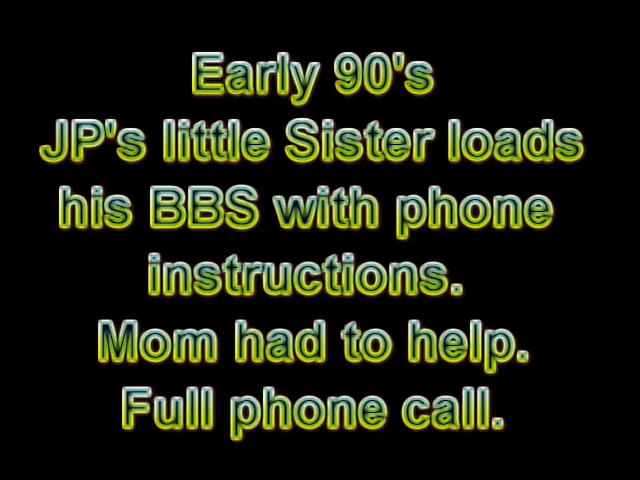 Early 90's
JP's little Sister loads
his BBS with phone
instructions.
Mom had to help.
Full phone call.